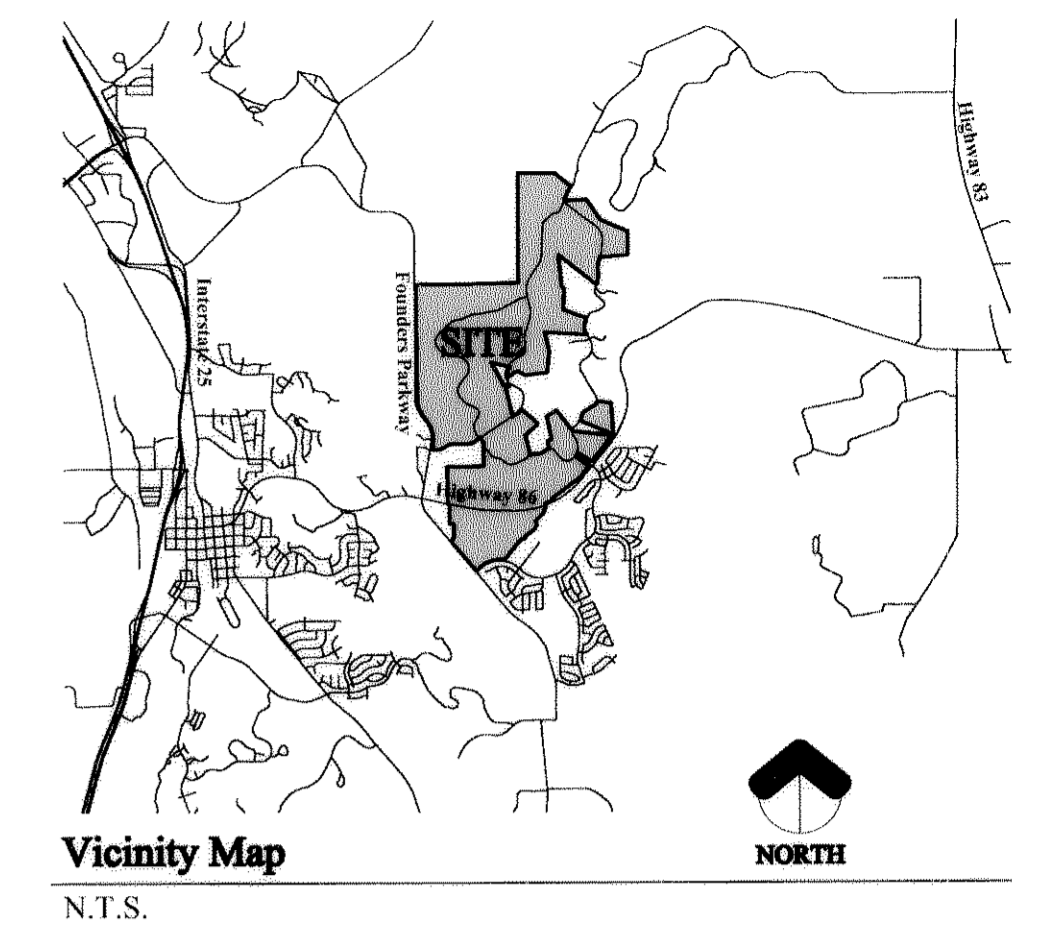 Highway 83
Interstate 25
Founders Parkway
SITE
Highway 86
Vicinity Map
NORTH
N.T.S.